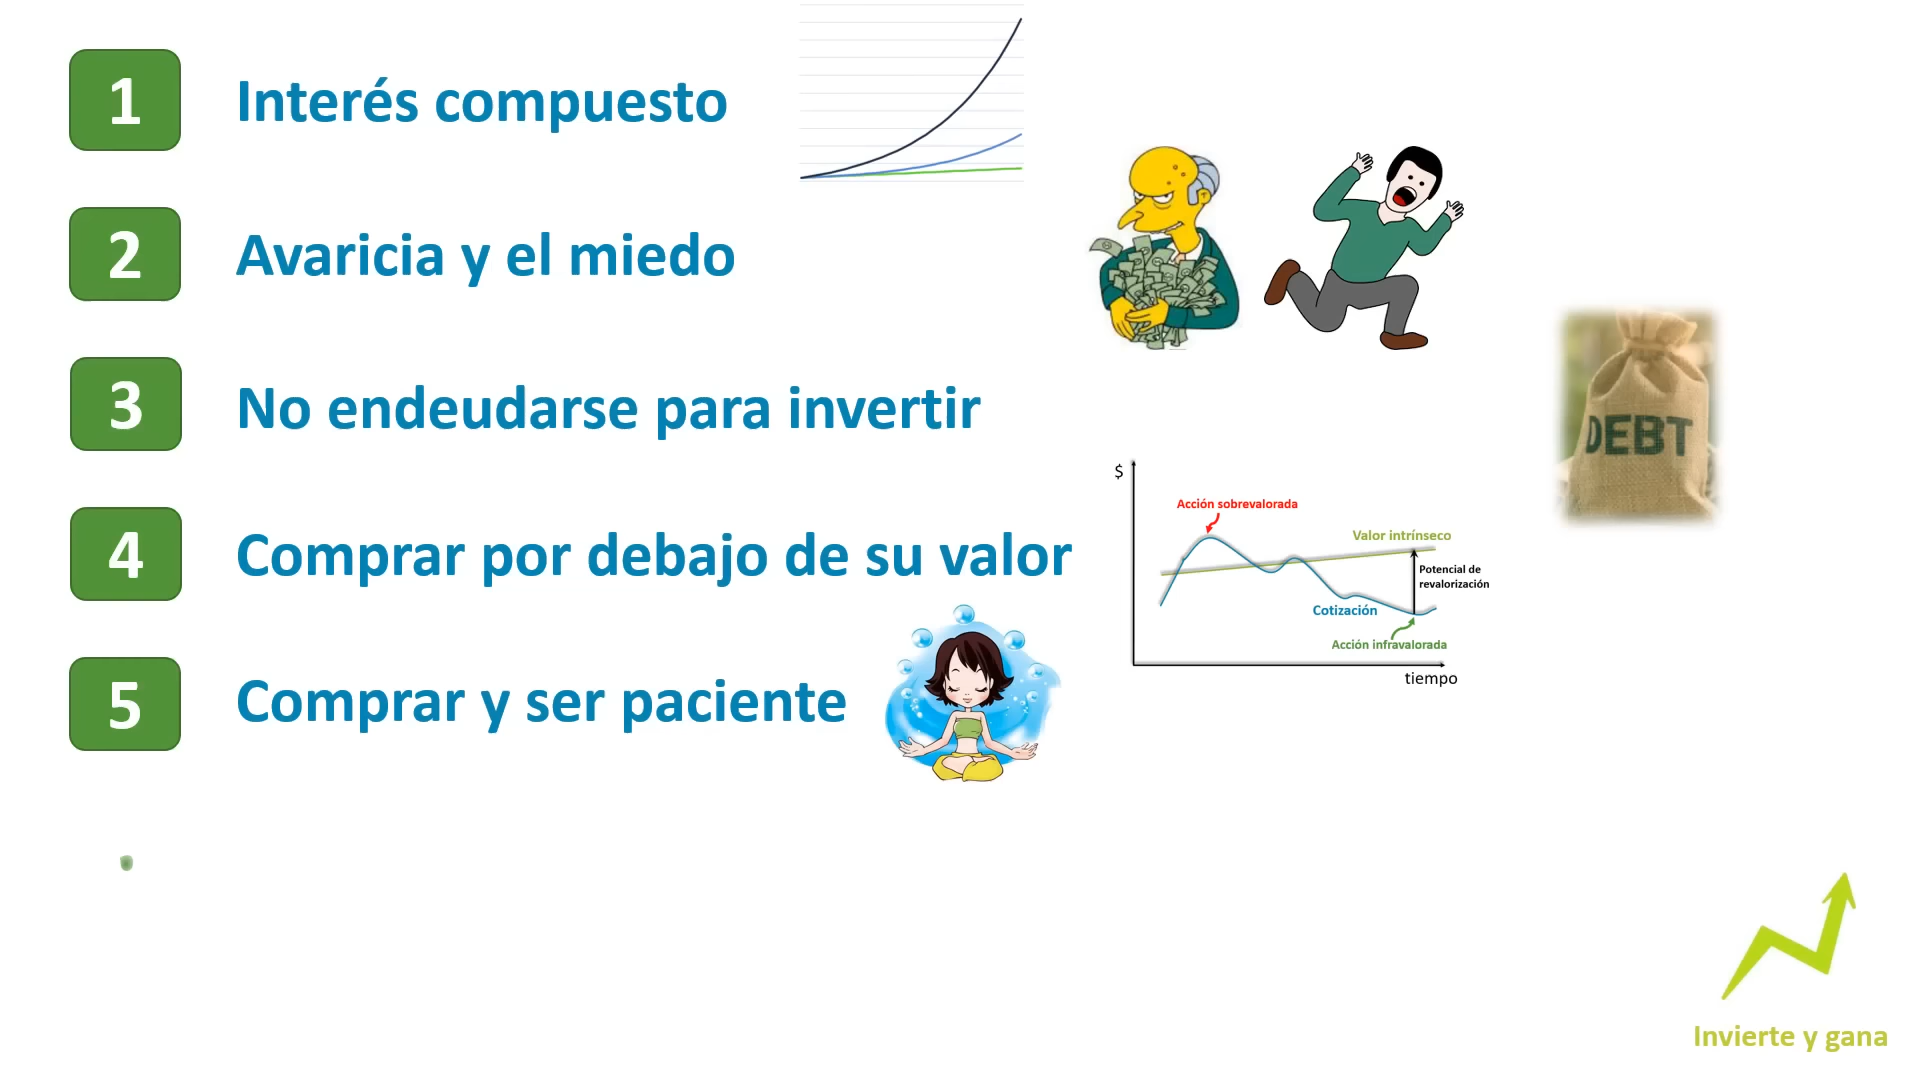 1 Interés compuesto
2 Avaricia y el miedo
3 No endeudarse para invertir
DEBT
4 Comprar por debajo de su valor
$
Acción sobrevalorada
Valor intrínseco
Potencial de
revalorización
Cotización
Acción infravalorada
tiempo
5 Comprar y ser paciente
Invierte y gana